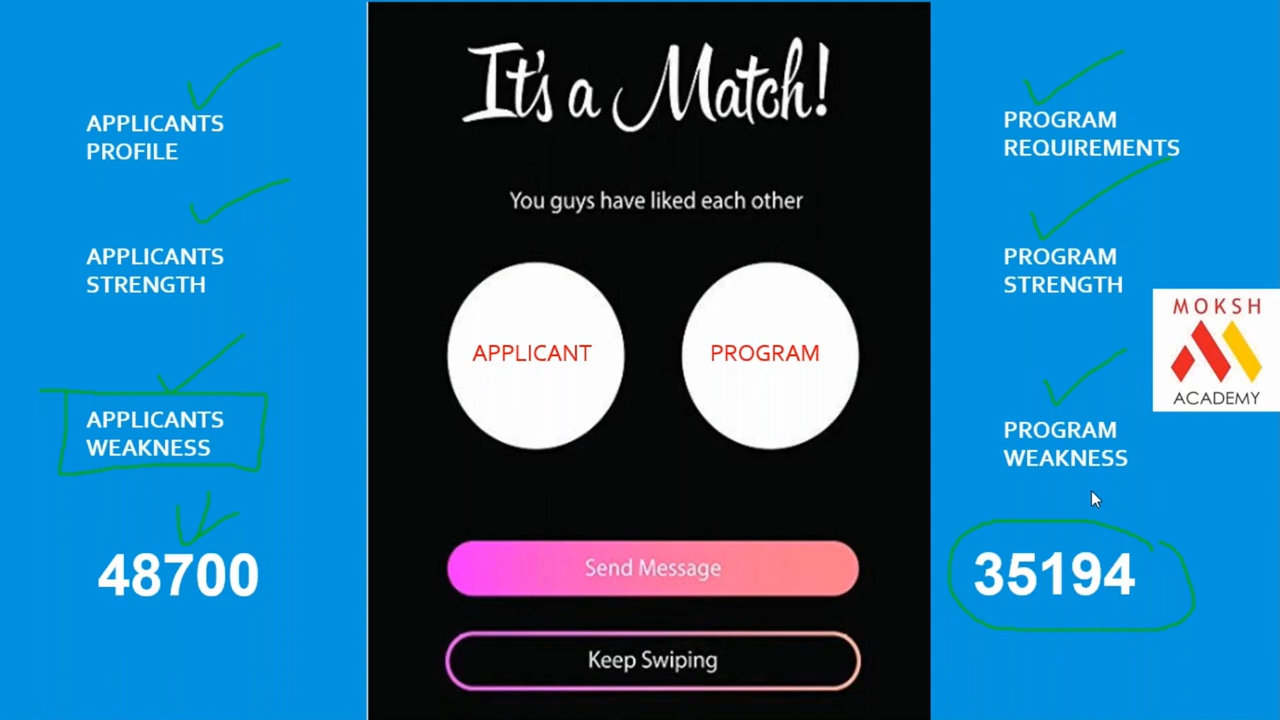 APPLICANTS
PROFILE
APPLICANTS
STRENGTH
APPLICANTS
WEAKNESS
48700
It's a Match!
You guys have liked each other
APPLICANT
PROGRAM
Send Message
Keep Swiping
PROGRAM
REQUIREMENTS
PROGRAM
STRENGTH
MOKSH
ACADEMY
PROGRAM
WEAKNESS
35194